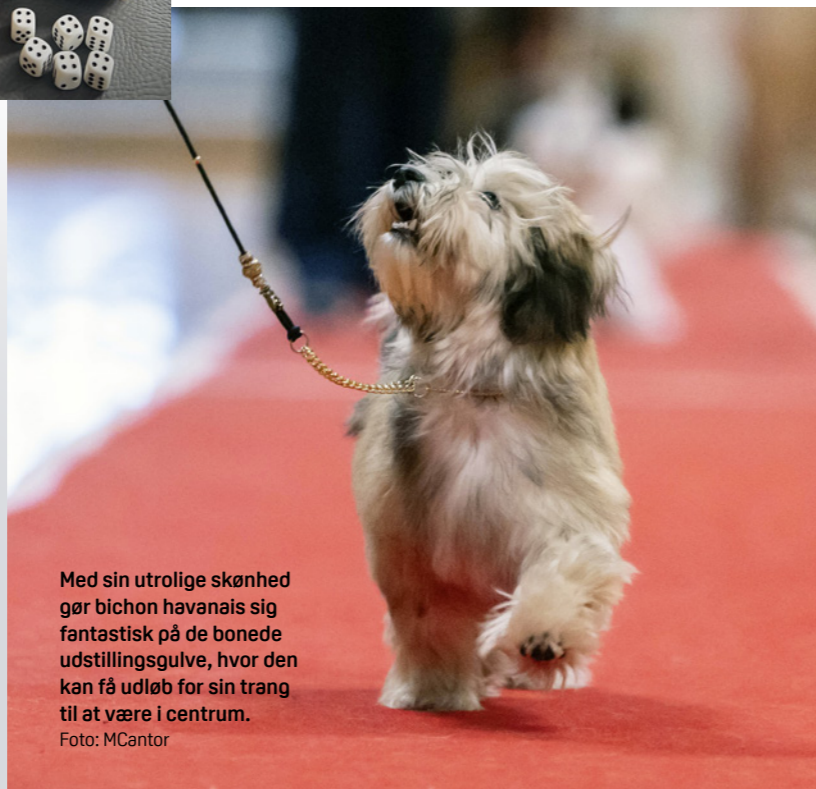 Med sin utrolige skønhed
gør bichon havanais sig
fantastisk på de bonede
udstillingsgulve, hvor den
kan få udløb for sin trang
til at være i centrum.
Foto: MCantor